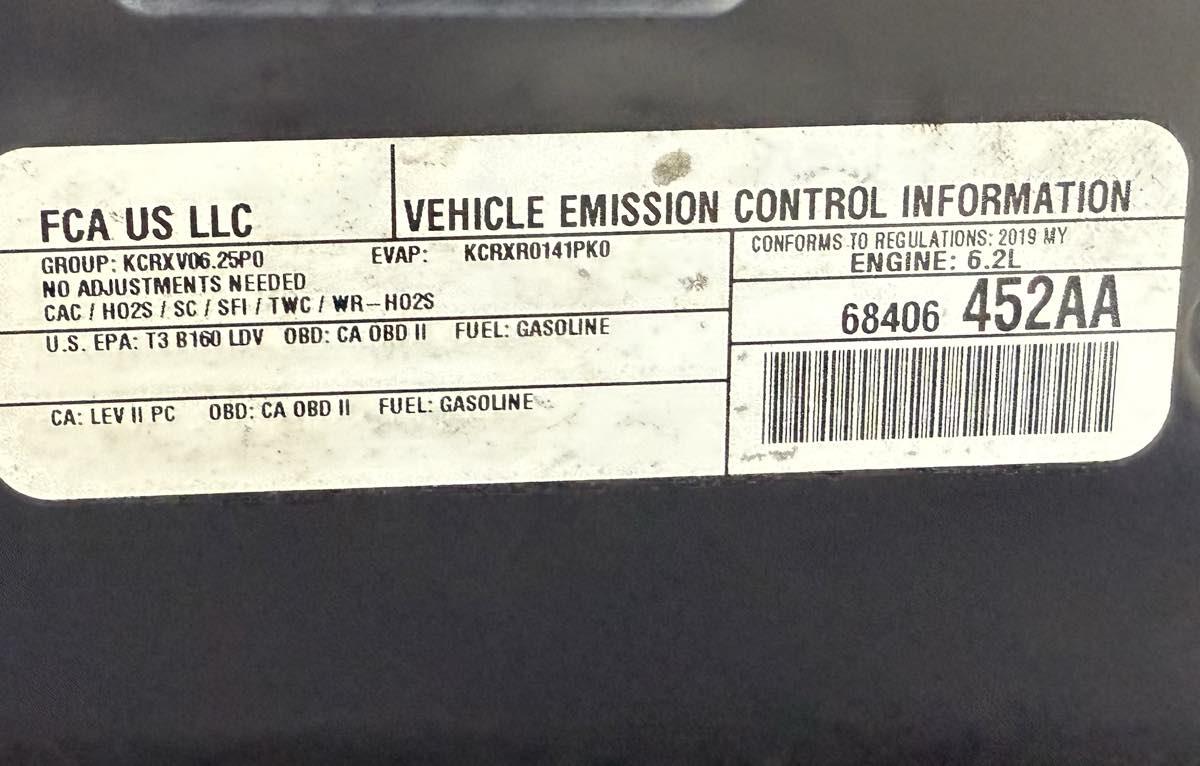 FCA US LLC
VEHICLE EMISSION CONTROL INFORMATION
GROUP: KCRXV06.25P0 EVAP: KCRXR0141PK0
NO ADJUSTMENTS NEEDED
CAC / HO2S / SC / SFI / TWC / WR-HO2S
U.S. EPA: T3 B160 LDV OBD: CA OBD II FUEL: GASOLINE
CA: LEV II PC OBD: CA OBD II FUEL: GASOLINE
CONFORMS TO REGULATIONS: 2019 MY
ENGINE: 6.2L
68406 452AA